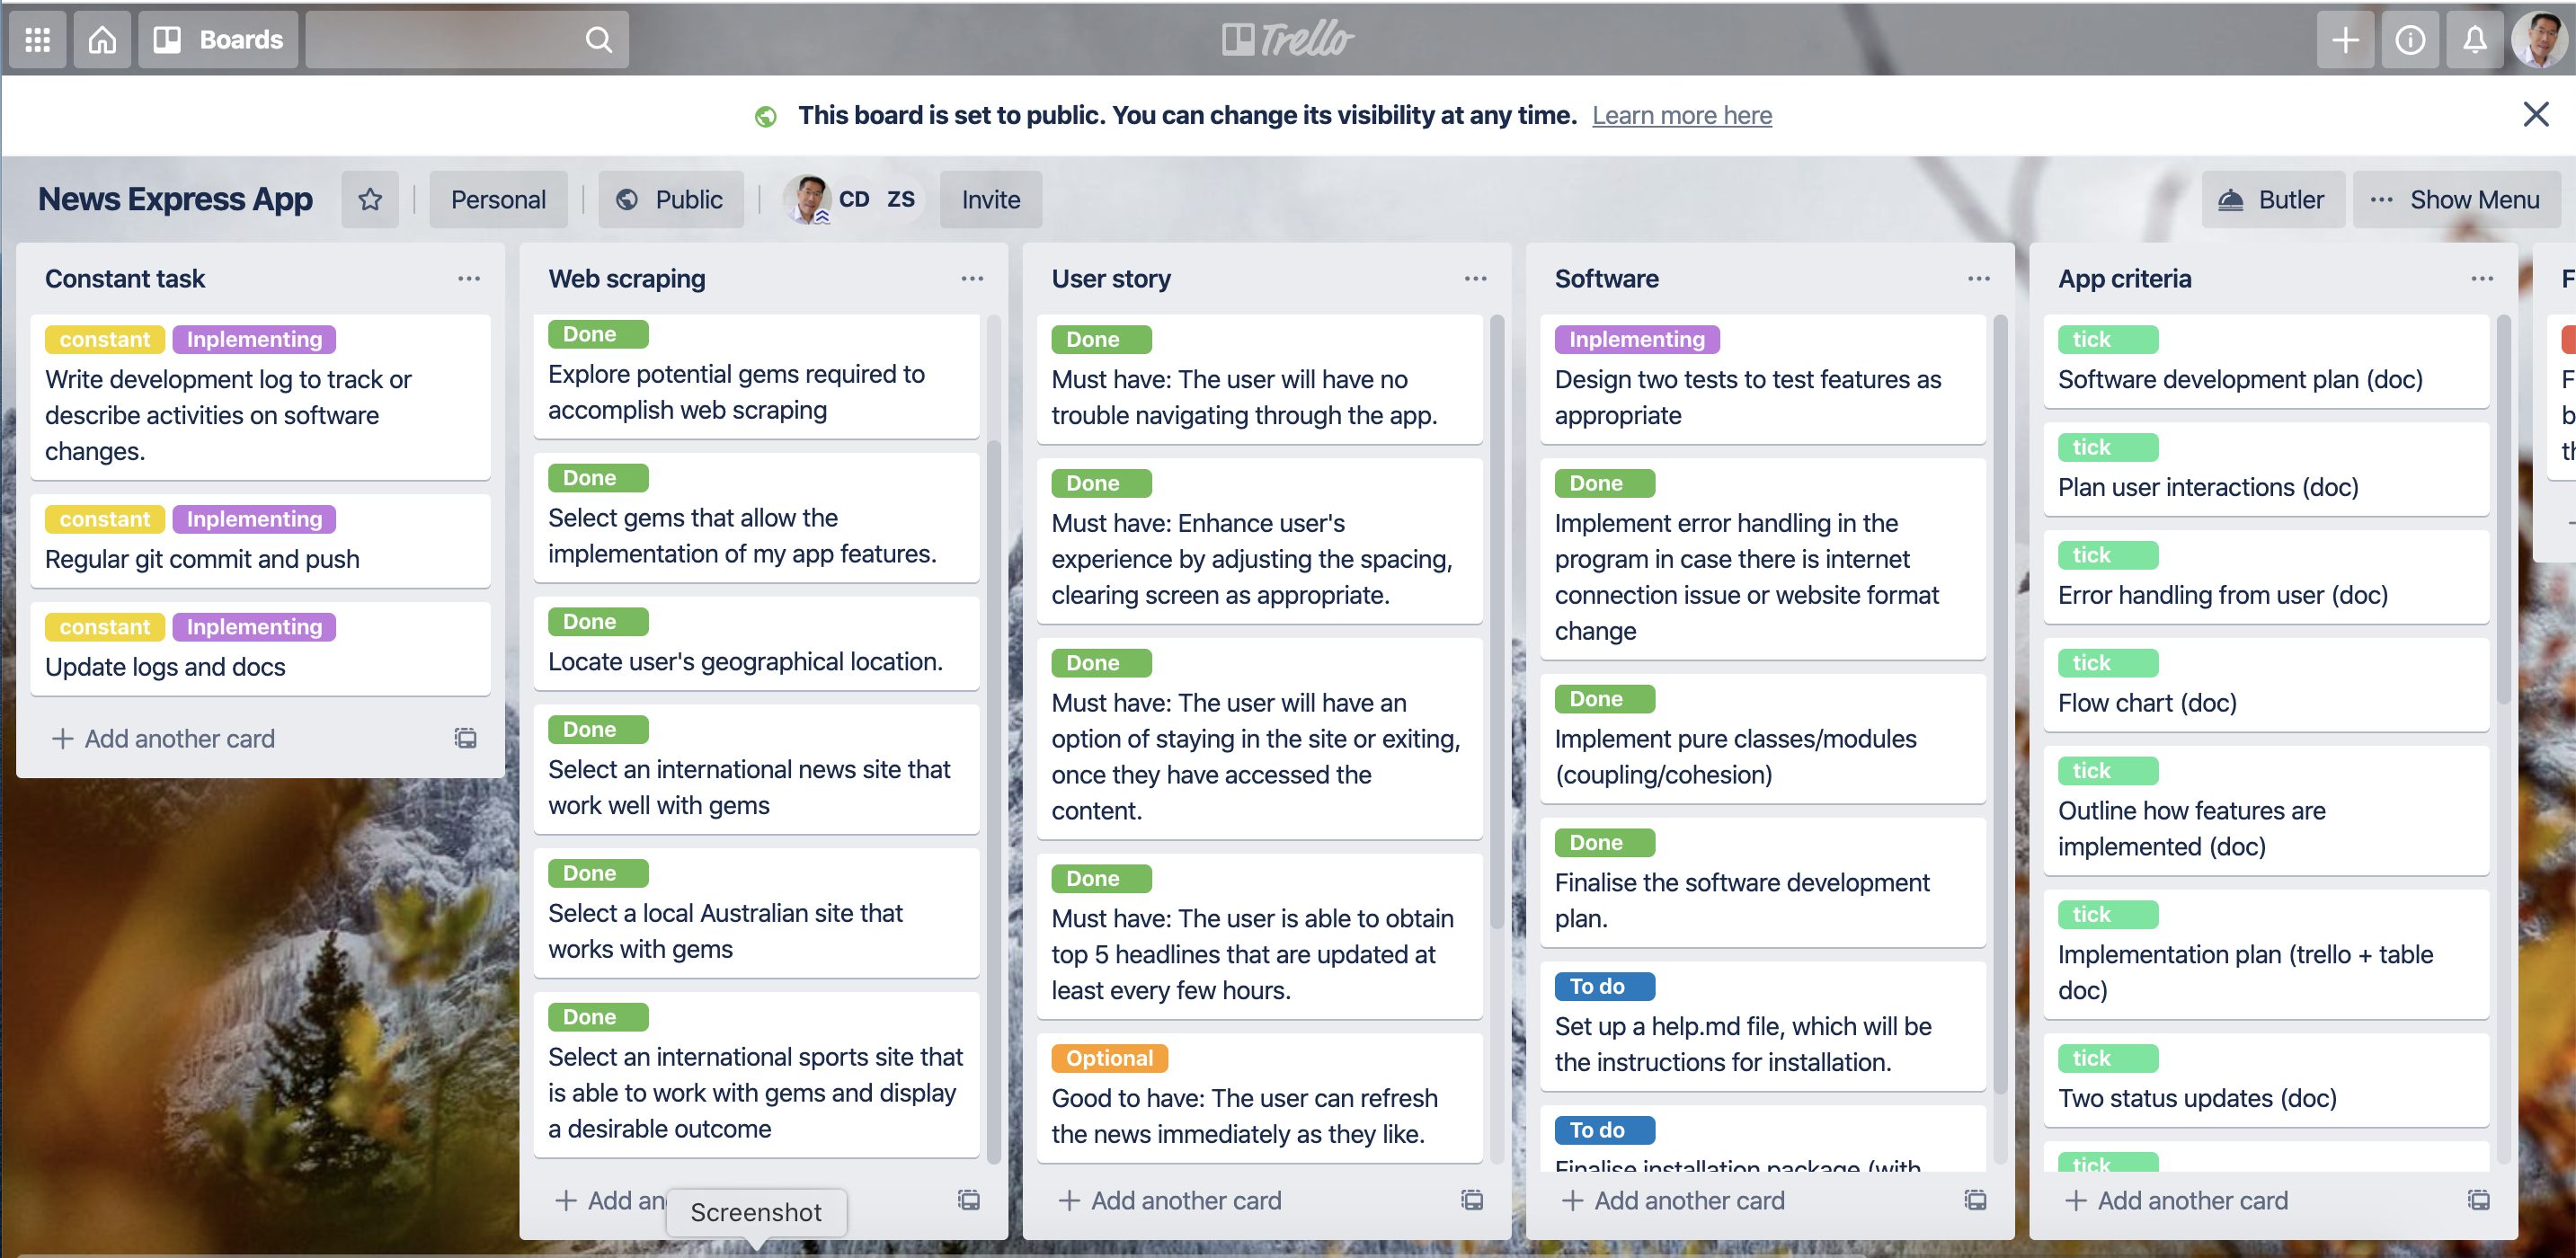 Boards
Trello
This board is set to public. You can change its visibility at any time. Learn more here
News Express App
Personal
Public
CD
ZS
Invite
Butler
Show Menu
Constant task
constant Inplementing
Write development log to track or
describe activities on software
changes.
constant Inplementing
Regular git commit and push
constant Inplementing
Update logs and docs
Add another card
Web scraping
Done
Explore potential gems required to
accomplish web scraping
Done
Select gems that allow the
implementation of my app features.
Done
Locate user's geographical location.
Done
Select an international news site that
work well with gems
Done
Select a local Australian site that
works with gems
Done
Select an international sports site that
is able to work with gems and display
a desirable outcome
Add an
Screenshot
User story
Done
Must have: The user will have no
trouble navigating through the app.
Done
Must have: Enhance user's
experience by adjusting the spacing,
clearing screen as appropriate.
Done
Must have: The user will have an
option of staying in the site or exiting,
once they have accessed the
content.
Done
Must have: The user is able to obtain
top 5 headlines that are updated at
least every few hours.
Optional
Good to have: The user can refresh
the news immediately as they like.
Add another card
Software
Inplementing
Design two tests to test features as
appropriate
Done
Implement error handling in the
program in case there is internet
connection issue or website format
change
Done
Implement pure classes/modules
(coupling/cohesion)
Done
Finalise the software development
plan.
To do
Set up a help.md file, which will be
the instructions for installation.
To do
Finalise installation package (with
Add another card
App criteria
tick
Software development plan (doc)
tick
Plan user interactions (doc)
tick
Error handling from user (doc)
tick
Flow chart (doc)
tick
Outline how features are
implemented (doc)
tick
Implementation plan (trello + table
doc)
tick
Two status updates (doc)
tick
Add another card